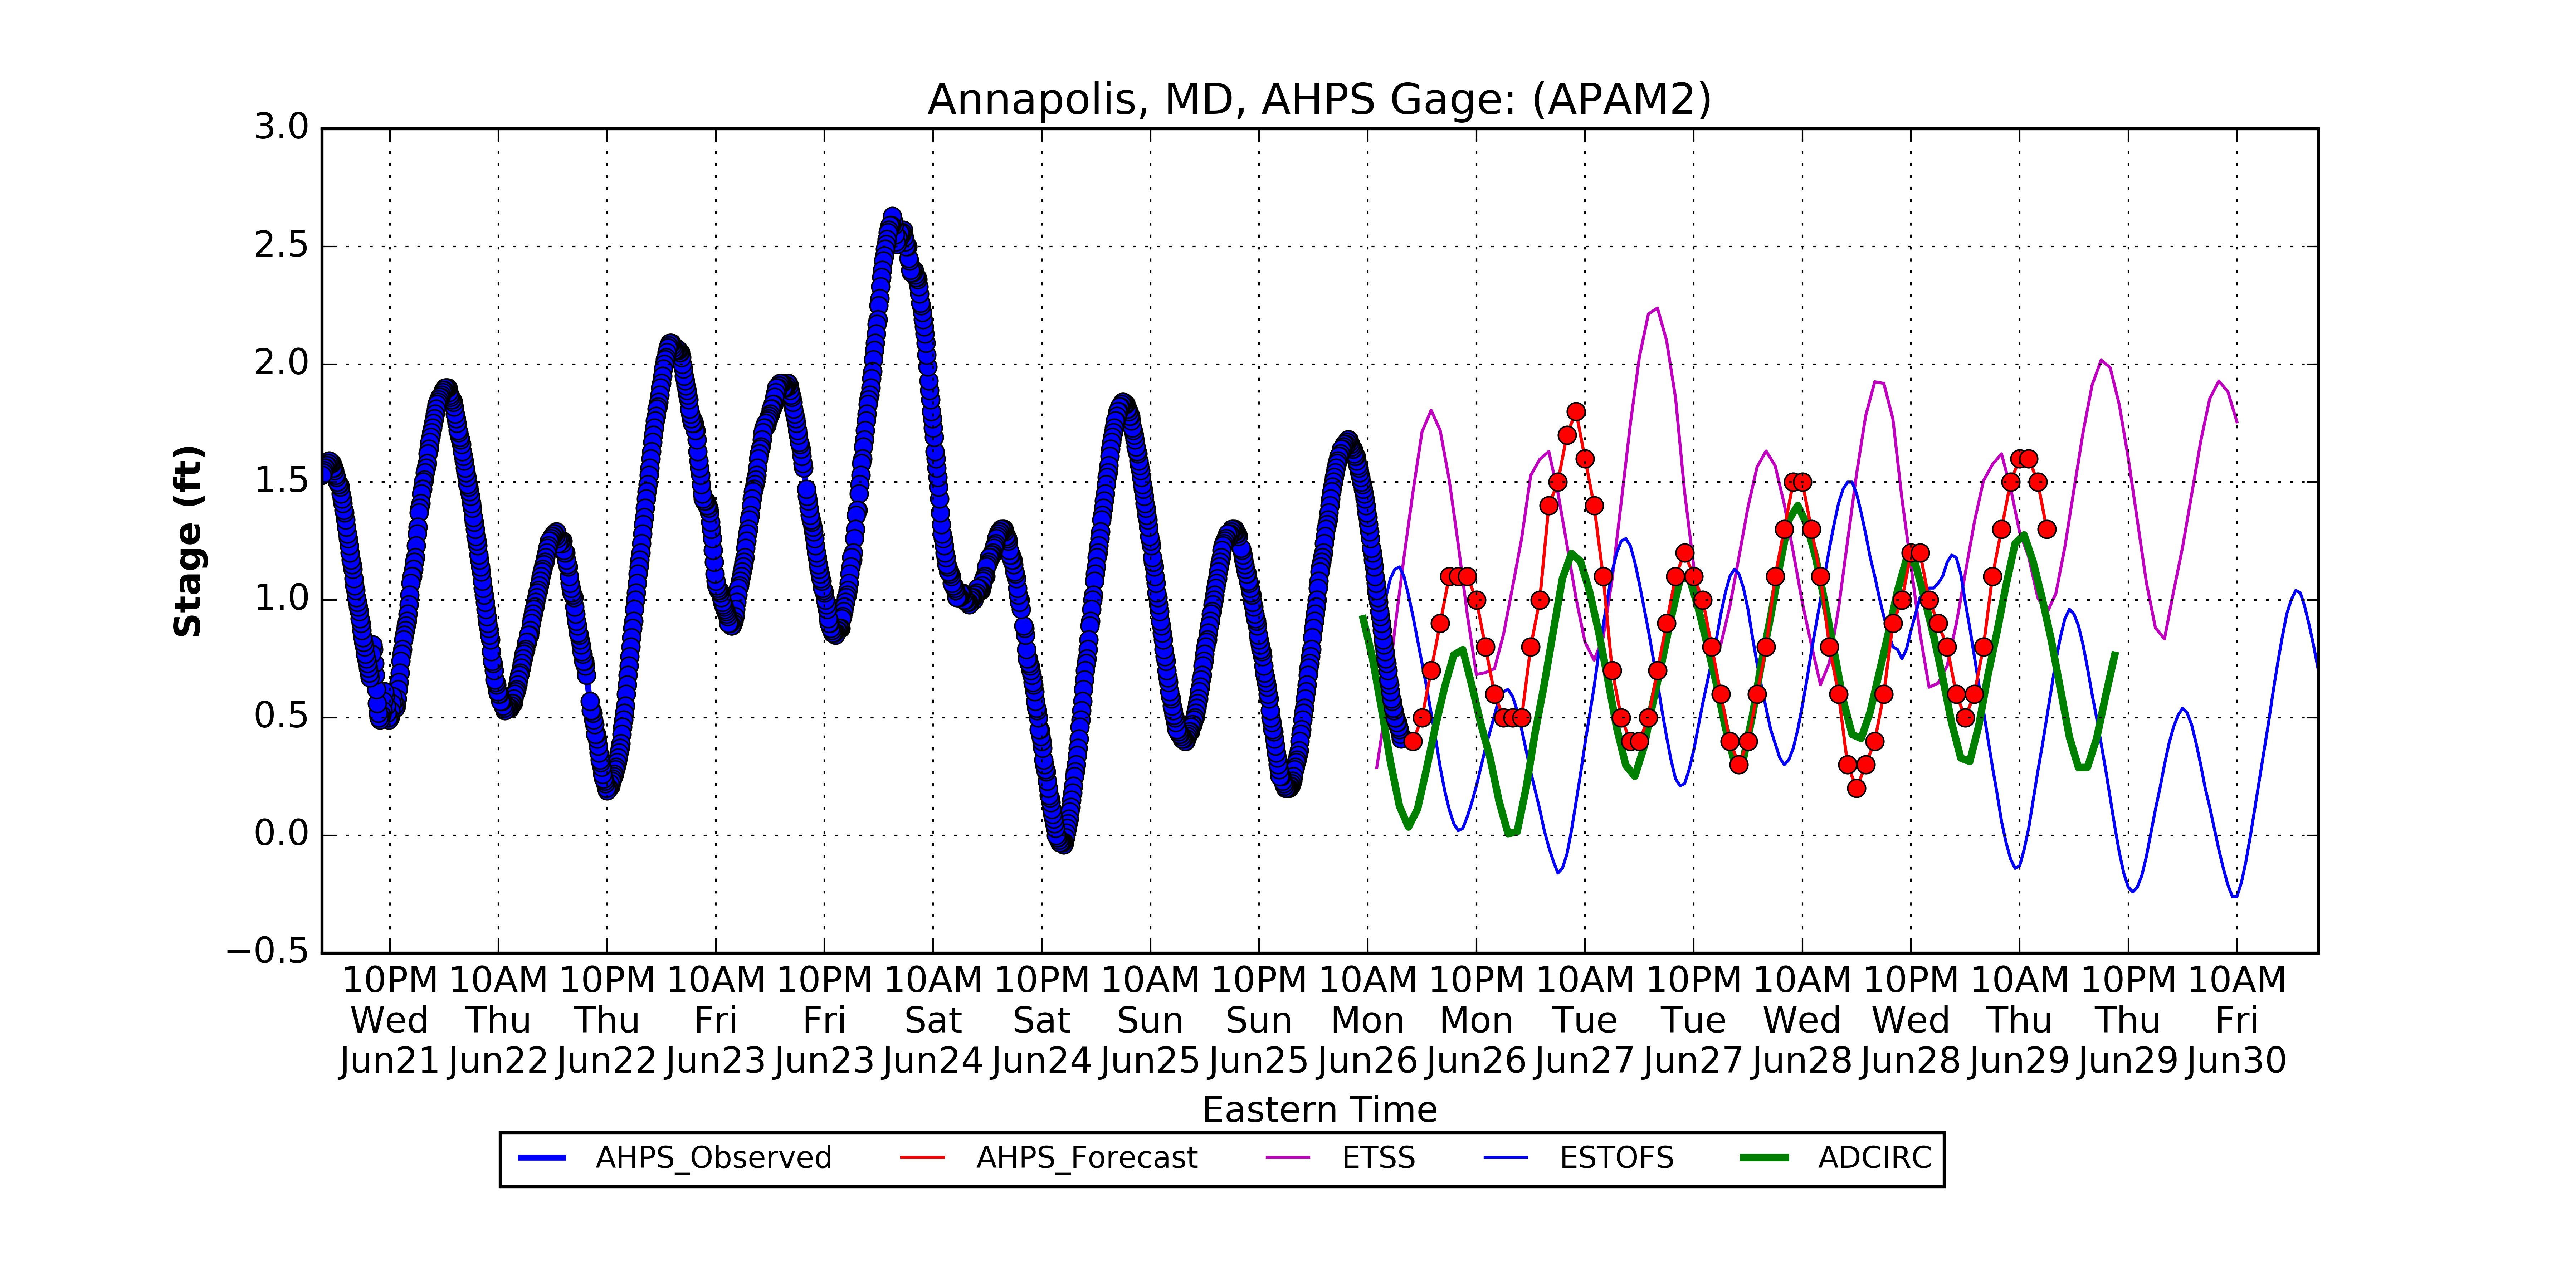 Annapolis, MD, AHPS Gage: (APAM2)
3.0
2.5
2.0
1.5
1.0
0.5
0.0
−0.5
Stage (ft)
10PM 10AM 10PM 10AM 10PM 10AM 10PM 10AM 10PM 10AM 10PM 10AM 10PM 10AM 10PM 10AM 10PM 10AM
Wed Thu Thu Fri Fri Sat Sat Sun Sun Mon Mon Tue Tue Wed Wed Thu Thu Fri
Jun21 Jun22 Jun22 Jun23 Jun23 Jun24 Jun24 Jun25 Jun25 Jun26 Jun26 Jun27 Jun27 Jun28 Jun28 Jun29 Jun29 Jun30
Eastern Time
AHPS_Observed AHPS_Forecast ETSS ESTOFS ADCIRC